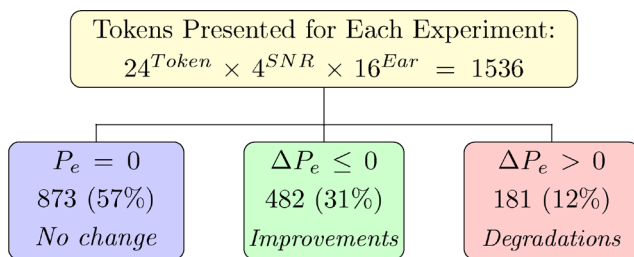 Tokens Presented for Each Experiment:
24^{Token} × 4^{SNR} × 16^{Ear} = 1536
P_e = 0
873 (57%)
No change
ΔP_e ≤ 0
482 (31%)
Improvements
ΔP_e > 0
181 (12%)
Degradations